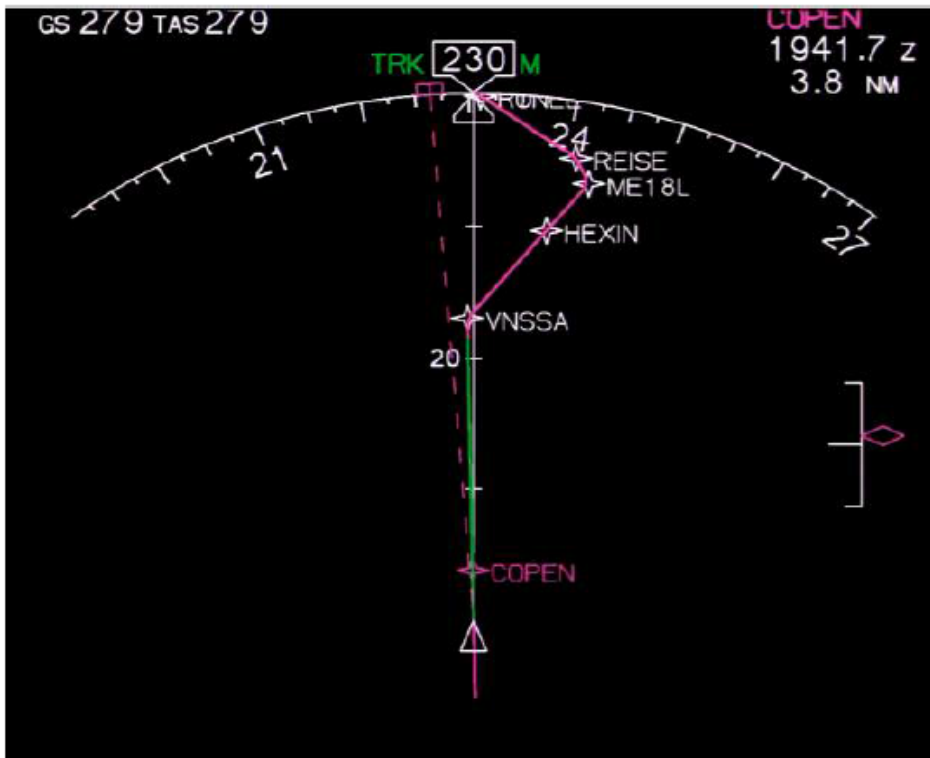 GS 279 TAS 279
COPEN
1941.7 Z
3.8 NM
TRK 230 M
21
24
27
REISE
ME18L
HEXIN
VNSSA
20
COPEN